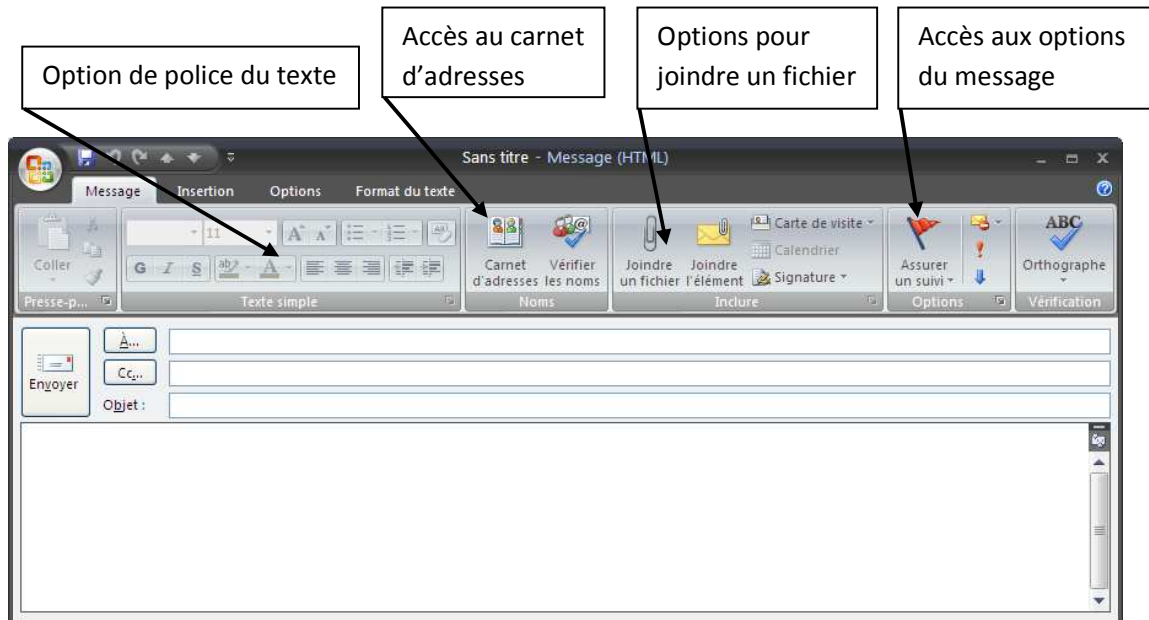 Option de police du texte
Accès au carnet
d’adresses
Options pour
joindre un fichier
Accès aux options
du message
Sans titre - Message (HTML)
Message Insertion Options Format du texte
Coller
11
A A
G I S ab A
Carnet
d'adresses
Vérifier
les noms
Joindre
un fichier
Joindre
l'élément
Carte de visite
Calendrier
Signature
Assurer
un suivi
ABC
Orthographe
Presse-p... Texte simple Noms Inclure Options Vérification
Envoyer
À...
Cc...
Objet :